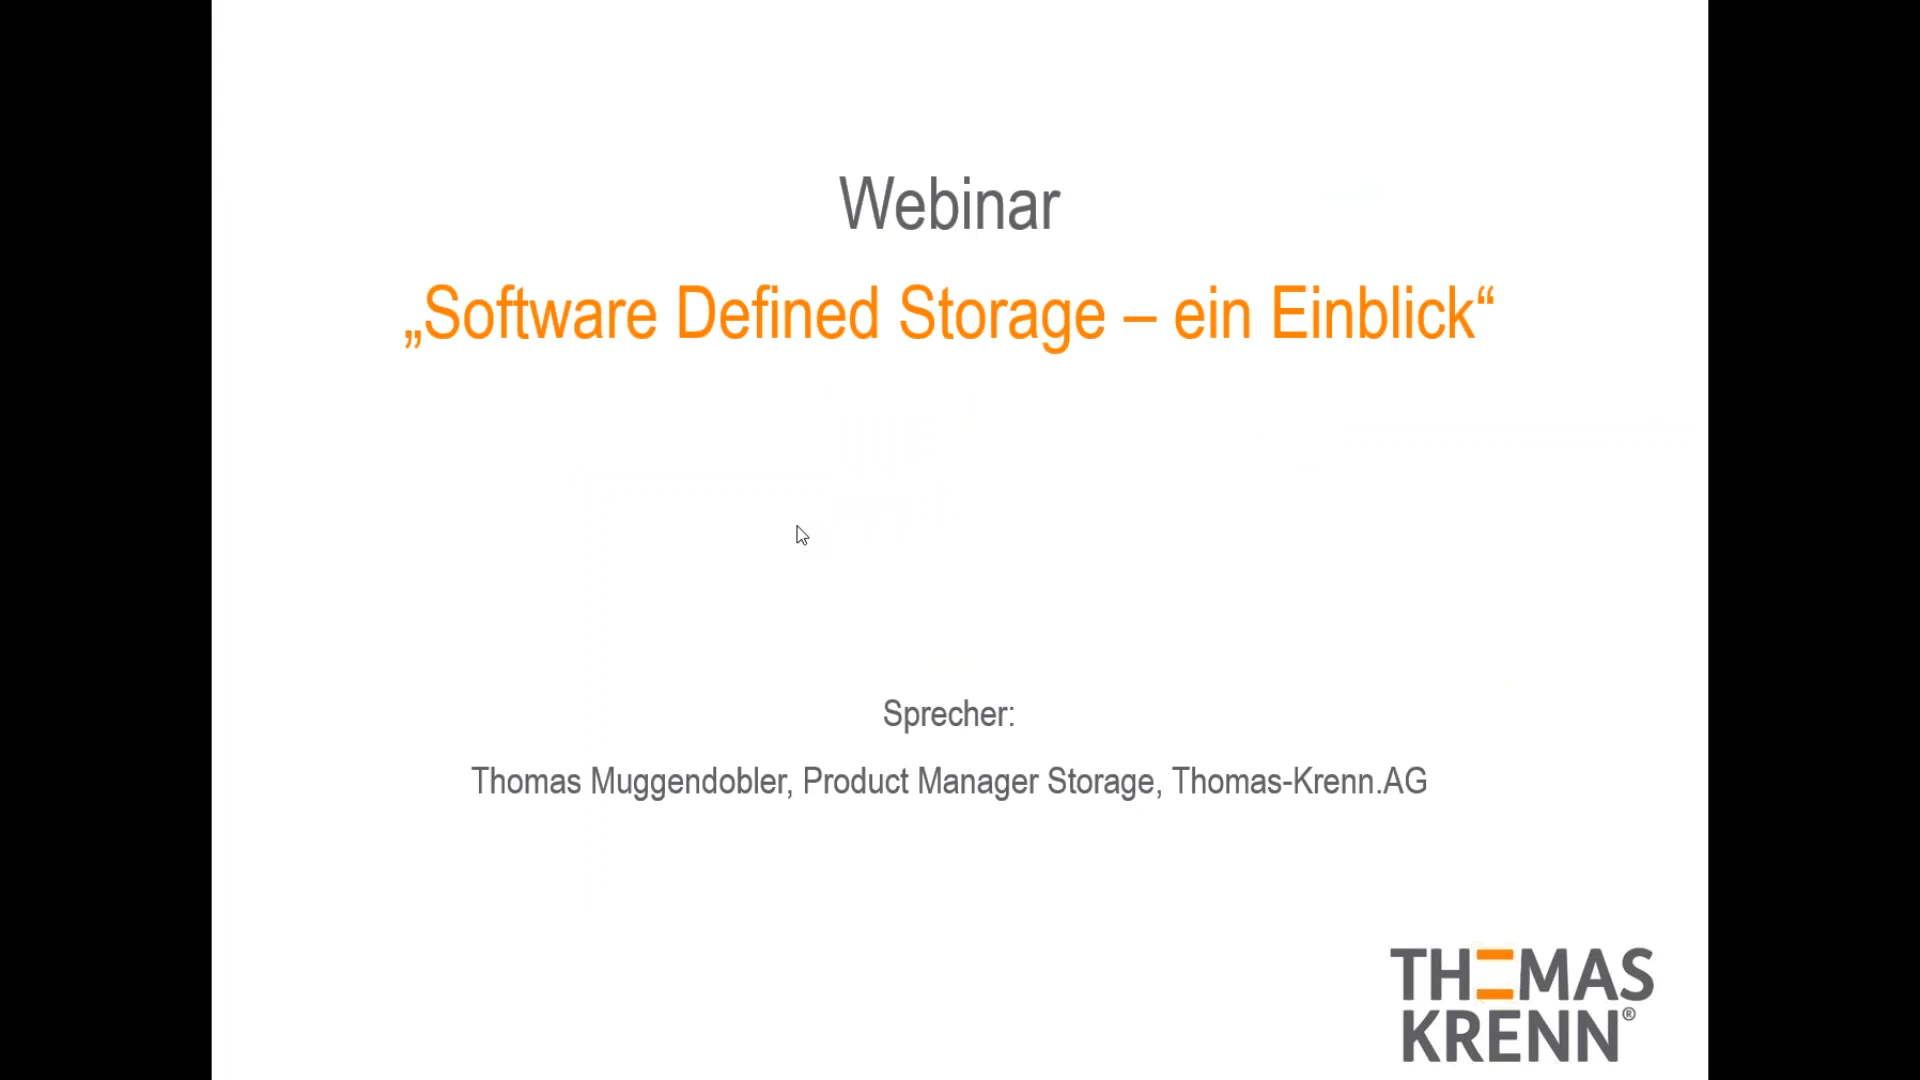 Webinar
„Software Defined Storage – ein Einblick“
Sprecher:
Thomas Muggendobler, Product Manager Storage, Thomas-Krenn.AG
THOMAS
KRENN®